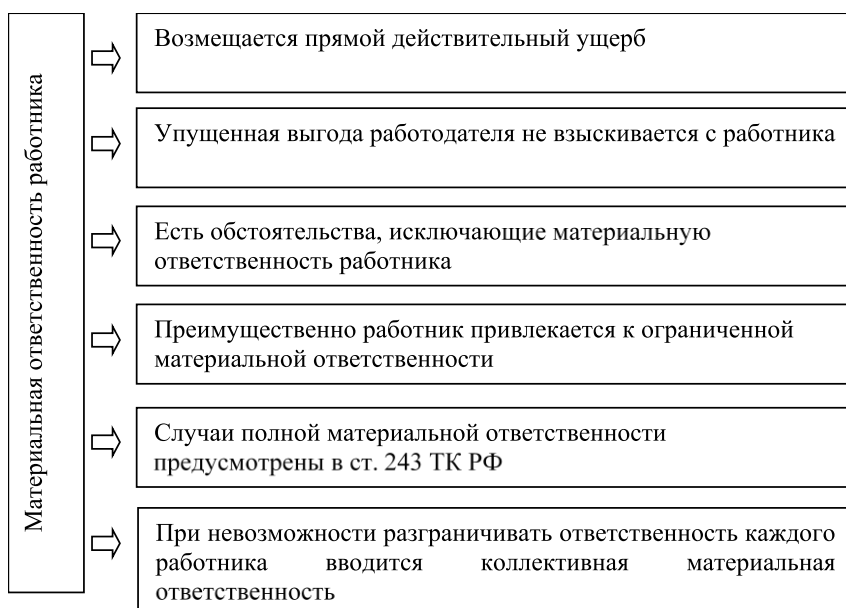 Материальная ответственность работника
Возмещается прямой действительный ущерб
Упущенная выгода работодателя не взыскивается с работника
Есть обстоятельства, исключающие материальную
ответственность работника
Преимущественно работник привлекается к ограниченной
материальной ответственности
Случаи полной материальной ответственности
предусмотрены в ст. 243 ТК РФ
При невозможности разграничивать ответственность каждого
работника вводится коллективная материальная
ответственность